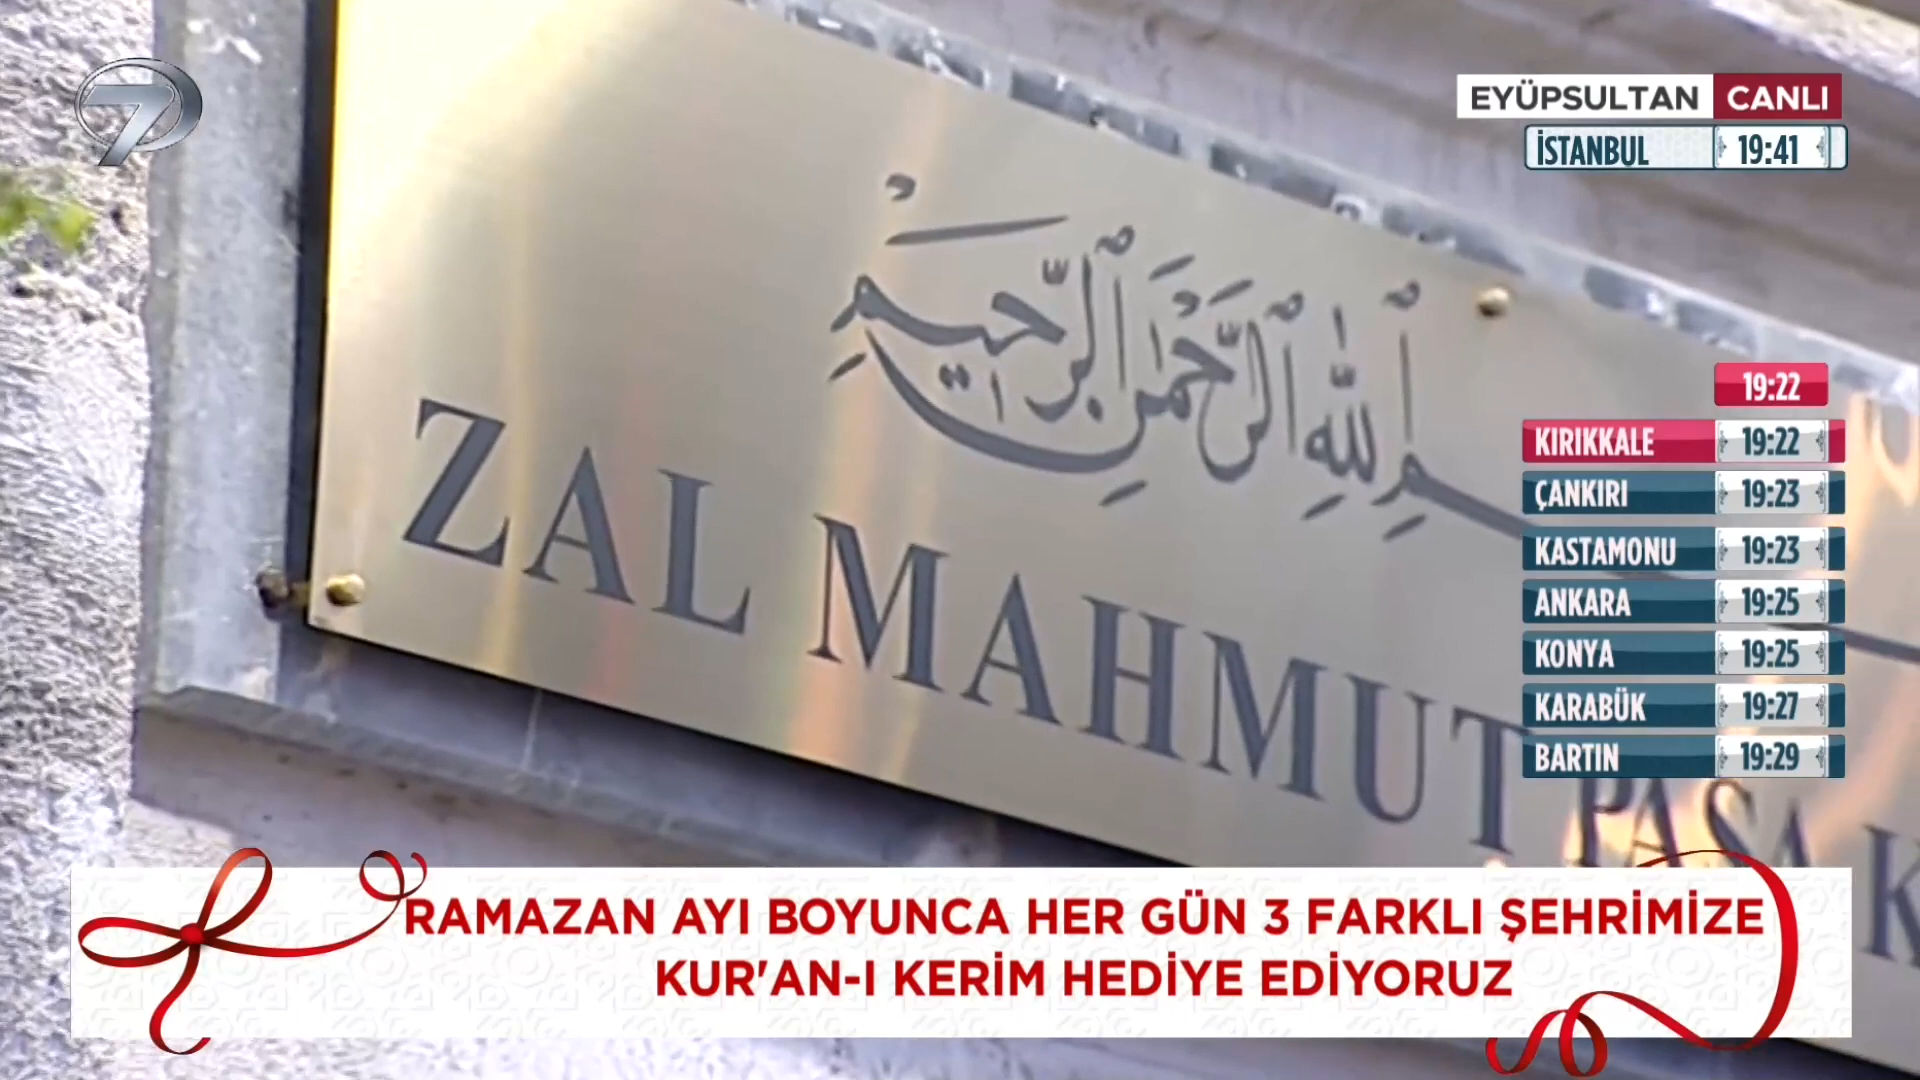 7
EYÜPSULTAN CANLI
İSTANBUL 19:41
بسم الله الرحمن الرحيم
ZAL MAHMUT PAŞA K
19:22
KIRIKKALE 19:22
ÇANKIRI 19:23
KASTAMONU 19:23
ANKARA 19:25
KONYA 19:25
KARABÜK 19:27
BARTIN 19:29
RAMAZAN AYI BOYUNCA HER GÜN 3 FARKLI ŞEHRİMİZE
KUR'AN-I KERİM HEDİYE EDİYORUZ